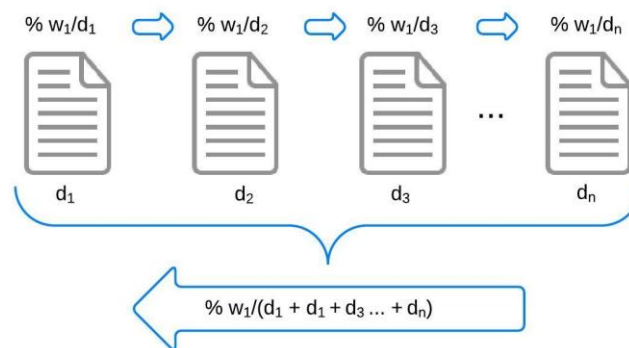 % w₁/d₁ % w₁/d₂ % w₁/d₃ % w₁/dₙ
...
d₁ d₂ d₃ dₙ
% w₁/(d₁ + d₁ + d₃ ... + dₙ)